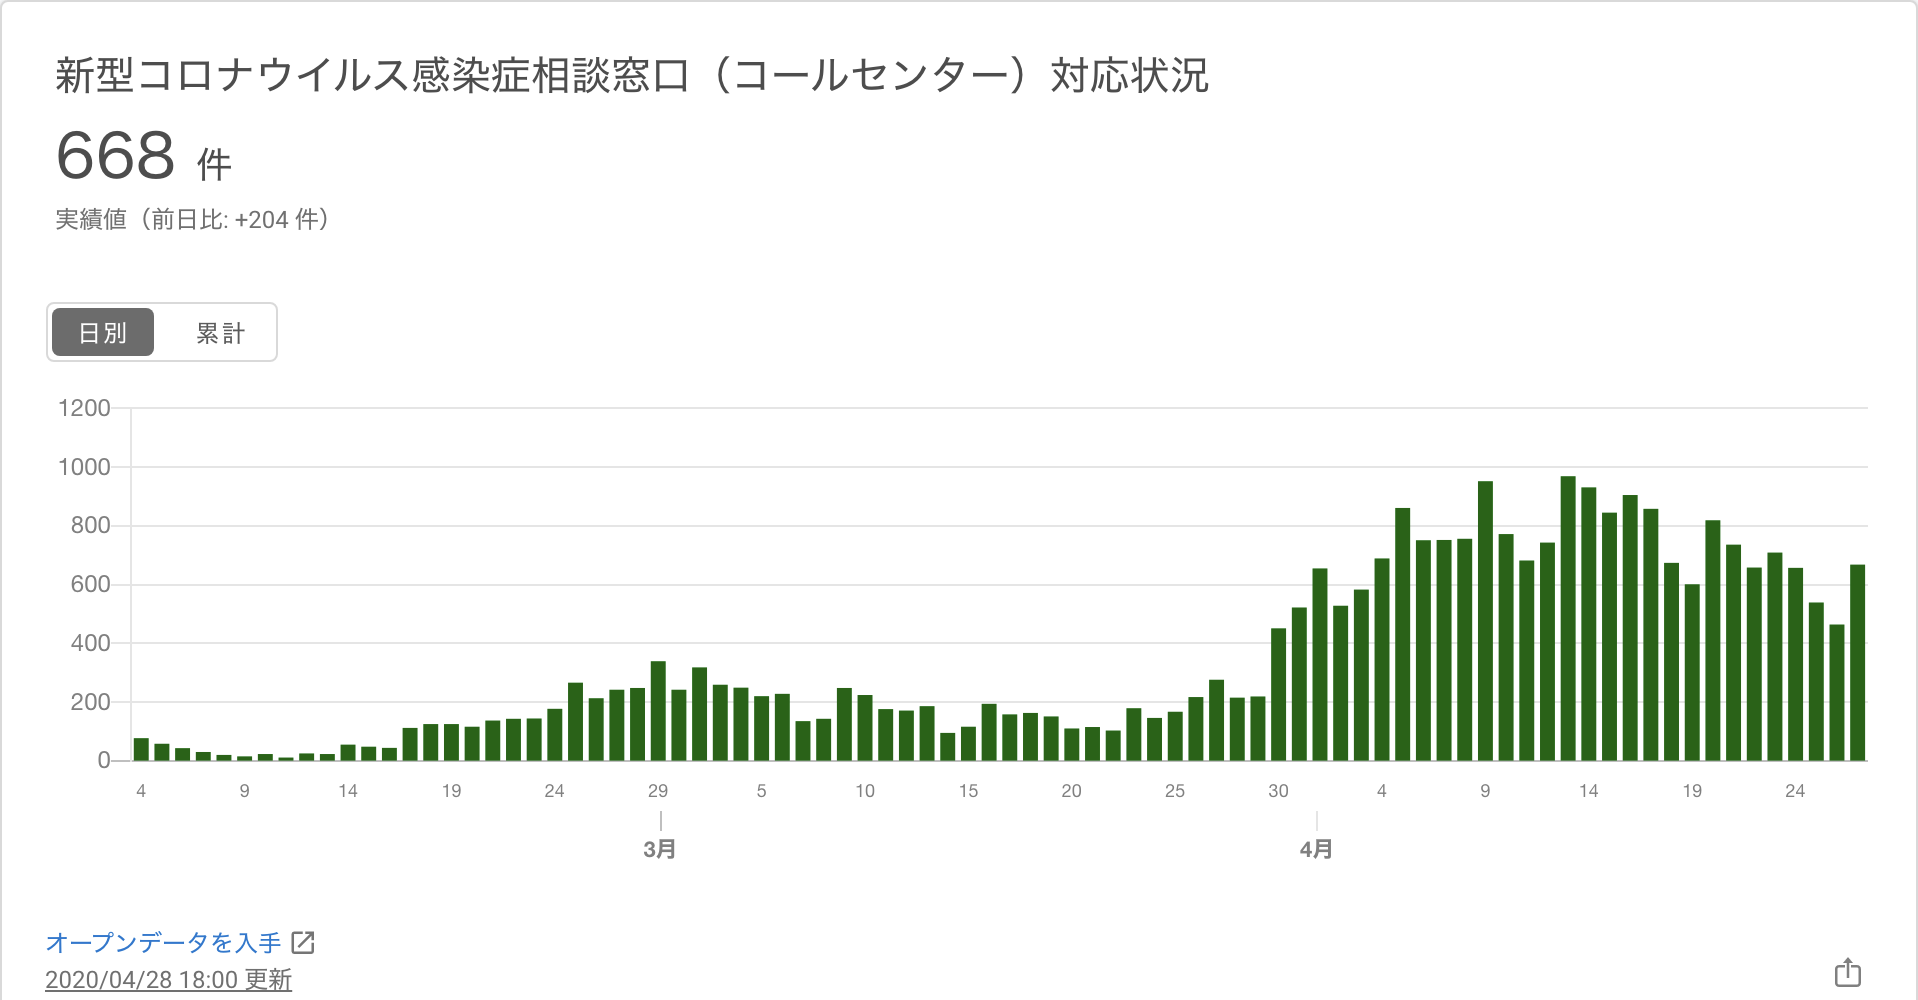 新型コロナウイルス感染症相談窓口（コールセンター）対応状況
668 件
実績値（前日比: +204 件）
日別 累計
1200
1000
800
600
400
200
0
4 9 14 19 24 29 5 10 15 20 25 30 4 9 14 19 24
3月 4月
オープンデータを入手
2020/04/28 18:00 更新